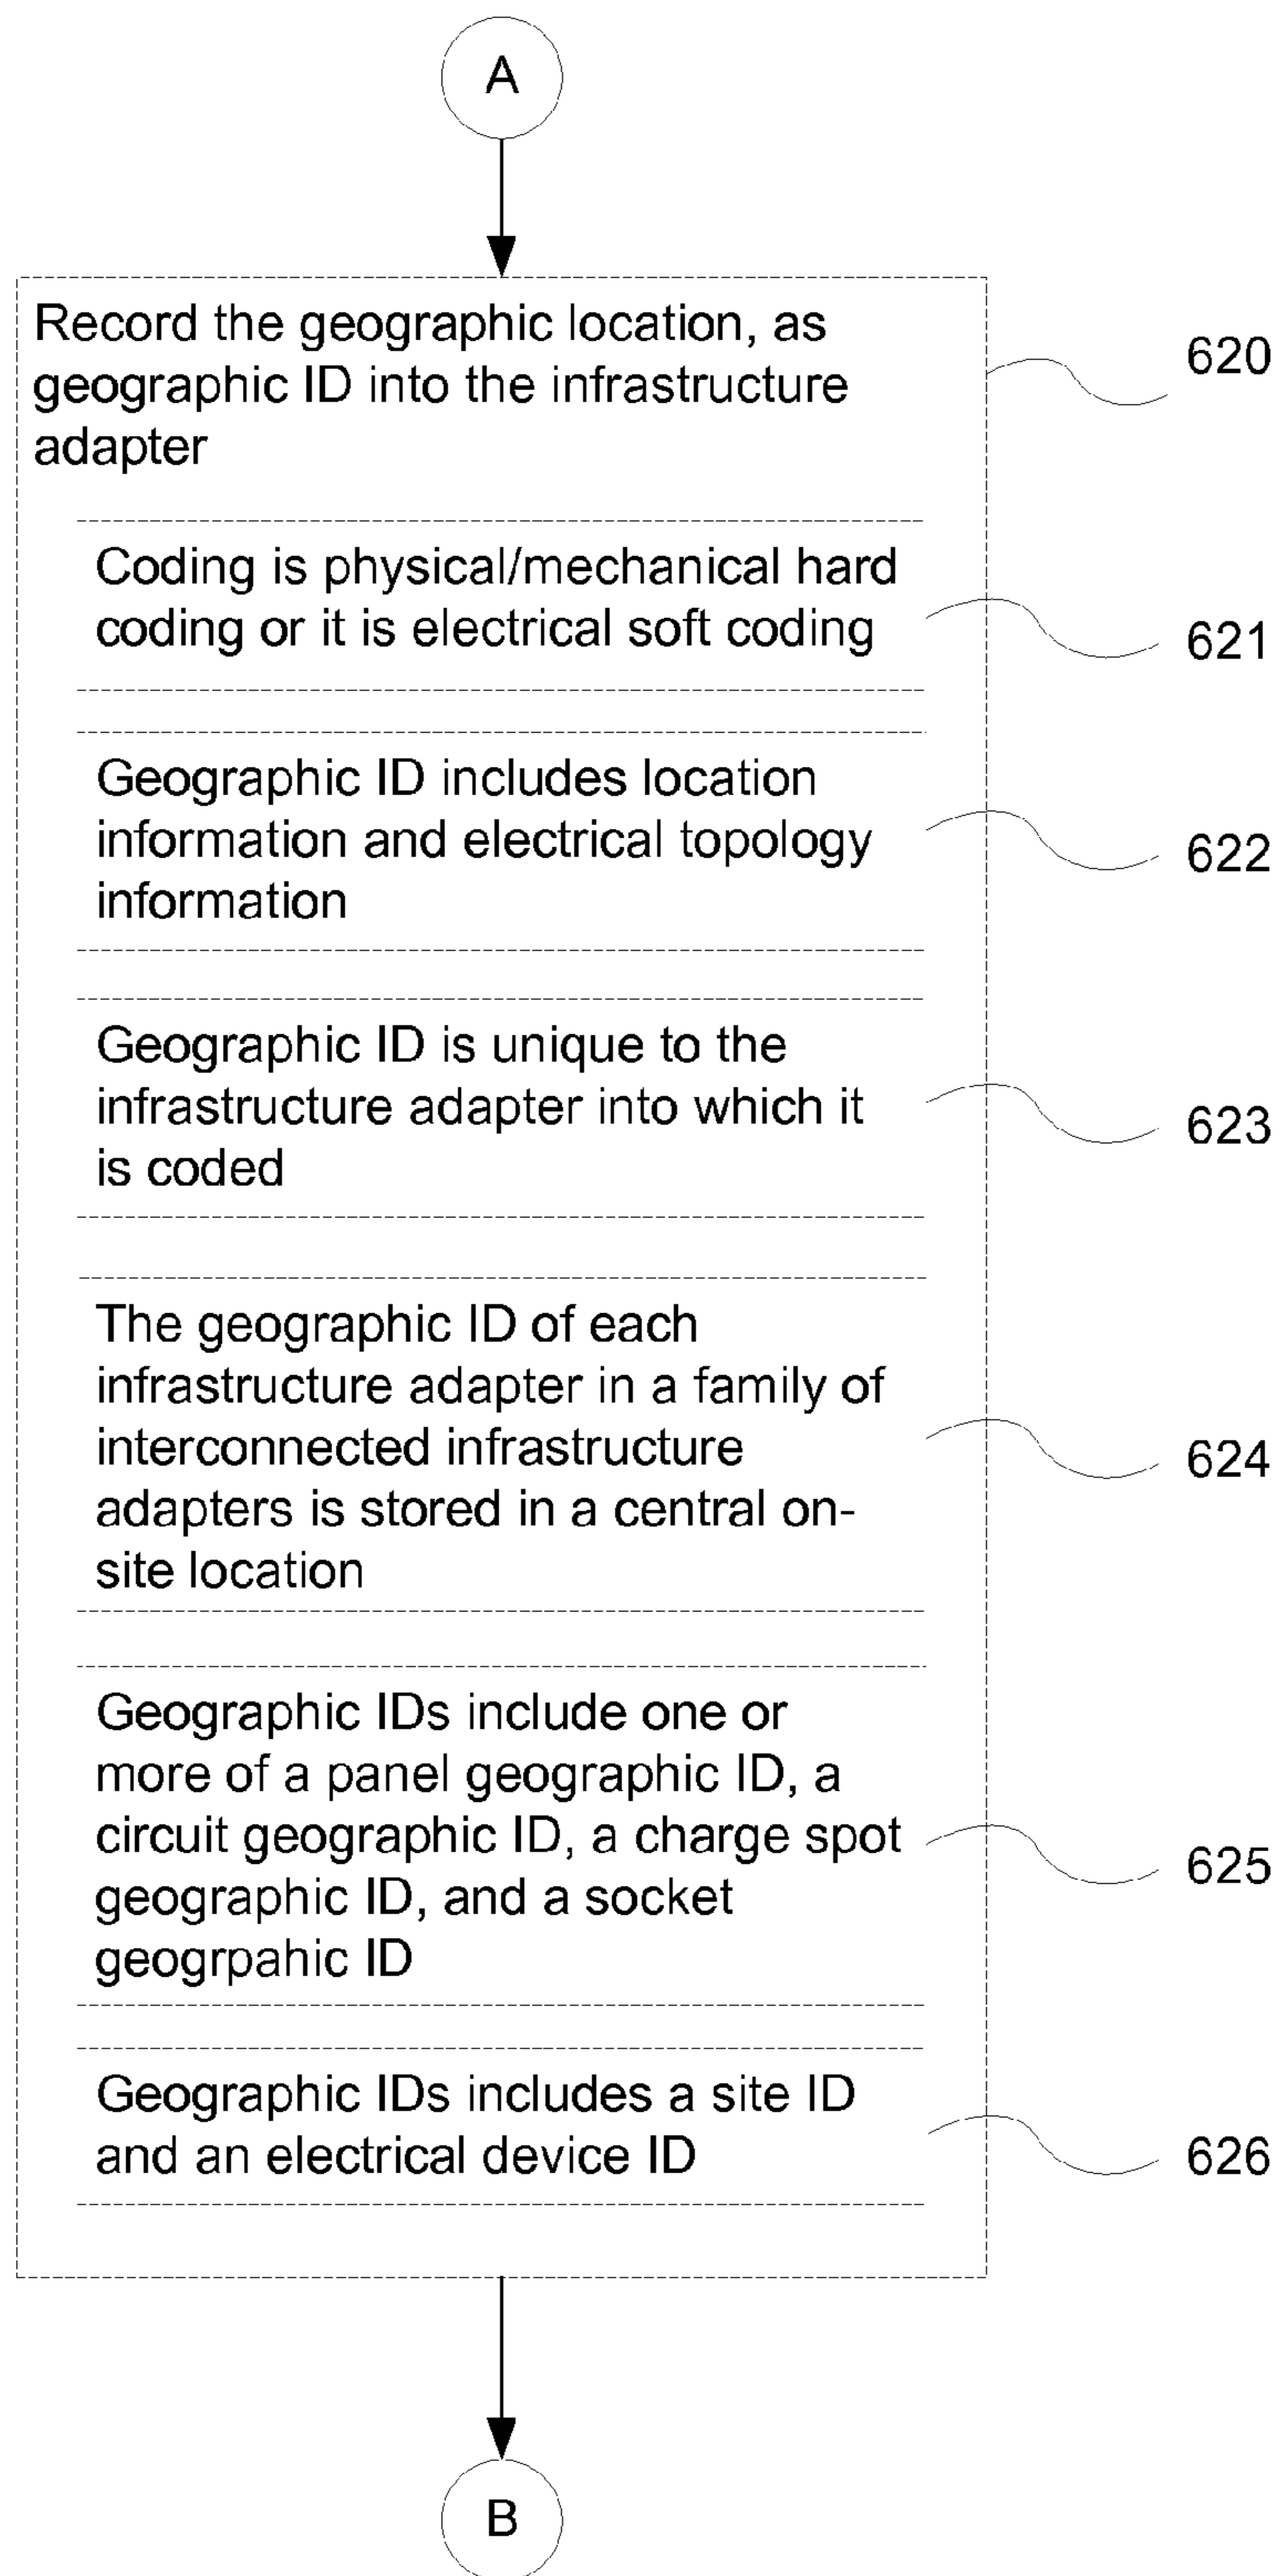 A
Record the geographic location, as
geographic ID into the infrastructure
adapter
620
Coding is physical/mechanical hard
coding or it is electrical soft coding
621
Geographic ID includes location
information and electrical topology
information
622
Geographic ID is unique to the
infrastructure adapter into which it
is coded
623
The geographic ID of each
infrastructure adapter in a family of
interconnected infrastructure
adapters is stored in a central on-
site location
624
Geographic IDs include one or
more of a panel geographic ID, a
circuit geographic ID, a charge spot
geographic ID, and a socket
geogrpahic ID
625
Geographic IDs includes a site ID
and an electrical device ID
626
B